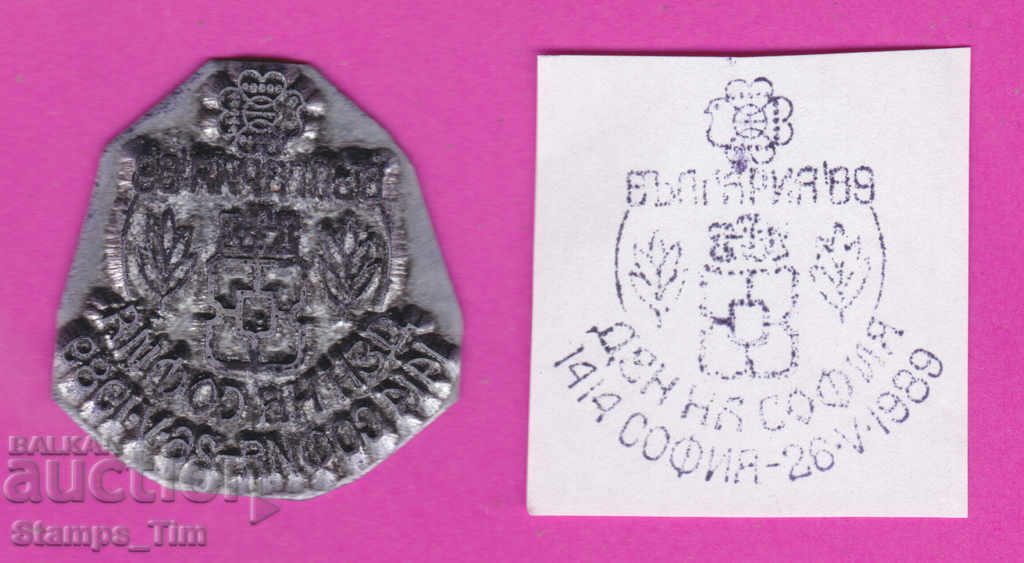 БЪЛГАРИЯ'89
ДЕН НА СОФИЯ
1414 СОФИЯ-26·V·1989
BALKAN
auction
Stamps_Tim